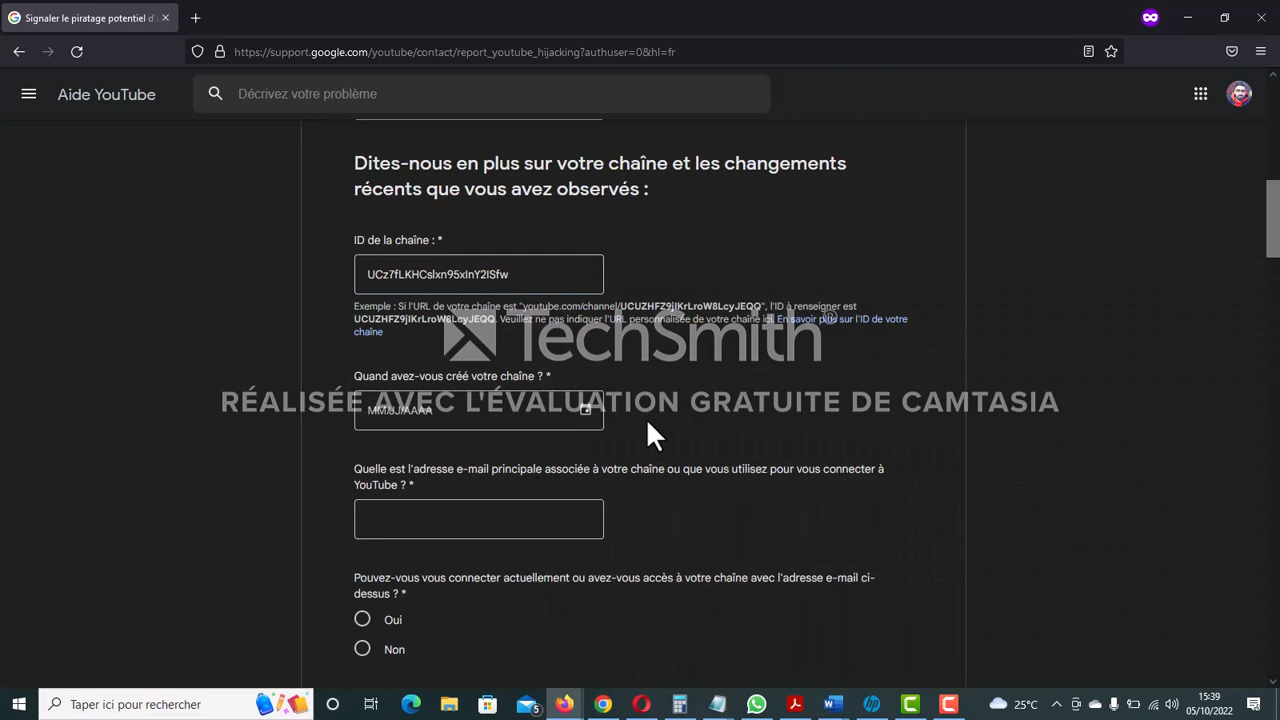 Signaler le piratage potentiel d'
https://support.google.com/youtube/contact/report_youtube_hijacking?authuser=0&hl=fr
Aide YouTube
Décrivez votre problème
Dites-nous en plus sur votre chaîne et les changements
récents que vous avez observés :
ID de la chaîne : *
UCz7fLKHCslxn95xlnY2lSfw
Exemple : Si l'URL de votre chaîne est "youtube.com/channel/UCUZHFZ9jIKrLroW8LcyJEQQ", l'ID à renseigner est
UCUZHFZ9jIKrLroW8LcyJEQQ. Veuillez ne pas indiquer l'URL personnalisée de votre chaîne ici. En savoir plus sur l'ID de votre
chaîne
TechSmith
Quand avez-vous créé votre chaîne ? *
RÉALISÉE AVEC L'ÉVALUATION GRATUITE DE CAMTASIA
MM/JJ/AAAA
Quelle est l'adresse e-mail principale associée à votre chaîne ou que vous utilisez pour vous connecter à
YouTube ? *
Pouvez-vous vous connecter actuellement ou avez-vous accès à votre chaîne avec l'adresse e-mail ci-
dessus ? *
Oui
Non
Taper ici pour rechercher
5
25°C
15:39
05/10/2022